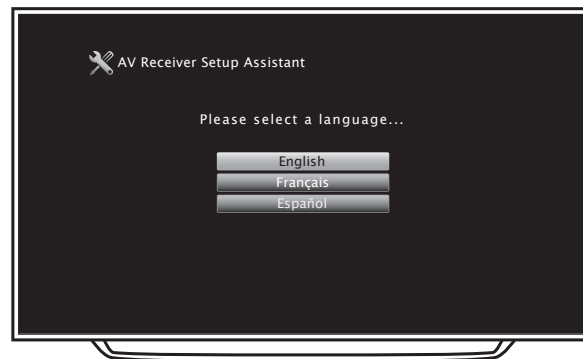 AV Receiver Setup Assistant
Please select a language...
English
Français
Español